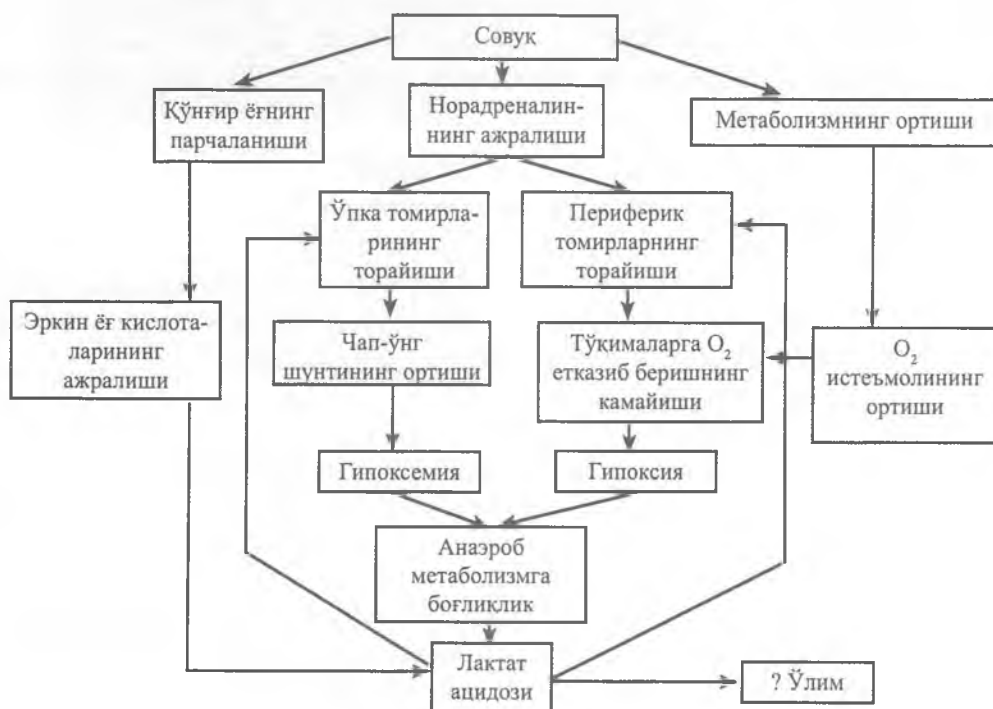 Совуқ
Қўнғир ёғнинг
парчаланиши
Норадреналин-
нинг ажралиши
Метаболизмнинг ортиши
Ўпка томирла-
рининг
торайиши
Периферик
томирларнинг
торайиши
Эркин ёғ кислота-
ларининг
ажралиши
Чап-ўнг
шунтининг ортиши
Тўқималарга O₂
етказиб беришнинг
камайиши
O₂
истеъмолининг
ортиши
Гипоксемия
Гипоксия
Анаэроб
метаболизмга
боғлиқлик
Лактат
ацидози
? Ўлим